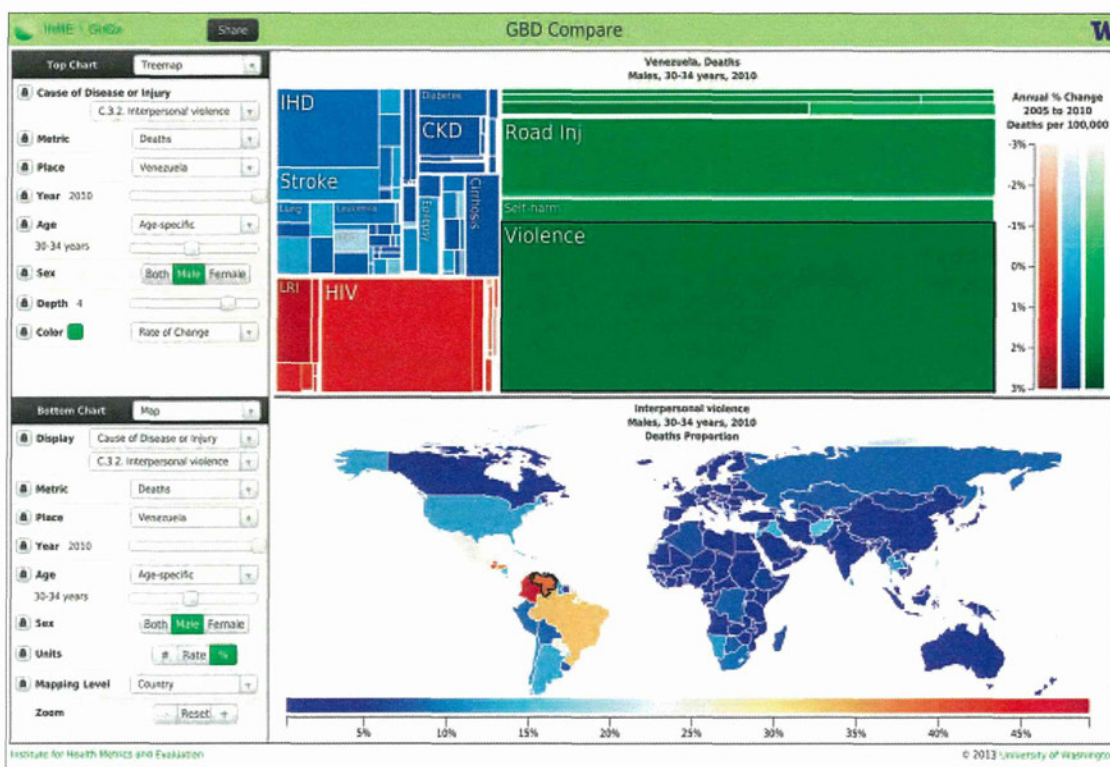 Share
GBD Compare
W
Top Chart
Treemap
Cause of Disease or Injury
C.3.2. Interpersonal violence
Metric
Deaths
Place
Venezuela
Year 2010
Age
Age-specific
30-34 years
Sex
Both Male Female
Depth 4
Color
Rate of Change
Venezuela, Deaths
Males, 30-34 years, 2010
IHD
Diabetes
CKD
Stroke
Lung
Leukemia
Epilepsy
Cirrhosis
LRI
HIV
Road Inj
Self-harm
Violence
Annual % Change
2005 to 2010
Deaths per 100,000
-3%
-2%
-1%
0%
1%
2%
3%
Bottom Chart
Map
Display
Cause of Disease or Injury
C.3.2. Interpersonal violence
Metric
Deaths
Place
Venezuela
Year 2010
Age
Age-specific
30-34 years
Sex
Both Male Female
Units
# Rate %
Mapping Level
Country
Zoom
- Reset +
Interpersonal violence
Males, 30-34 years, 2010
Deaths Proportion
5% 10% 15% 20% 25% 30% 35% 40% 45%
Institute for Health Metrics and Evaluation
© 2013 University of Washington